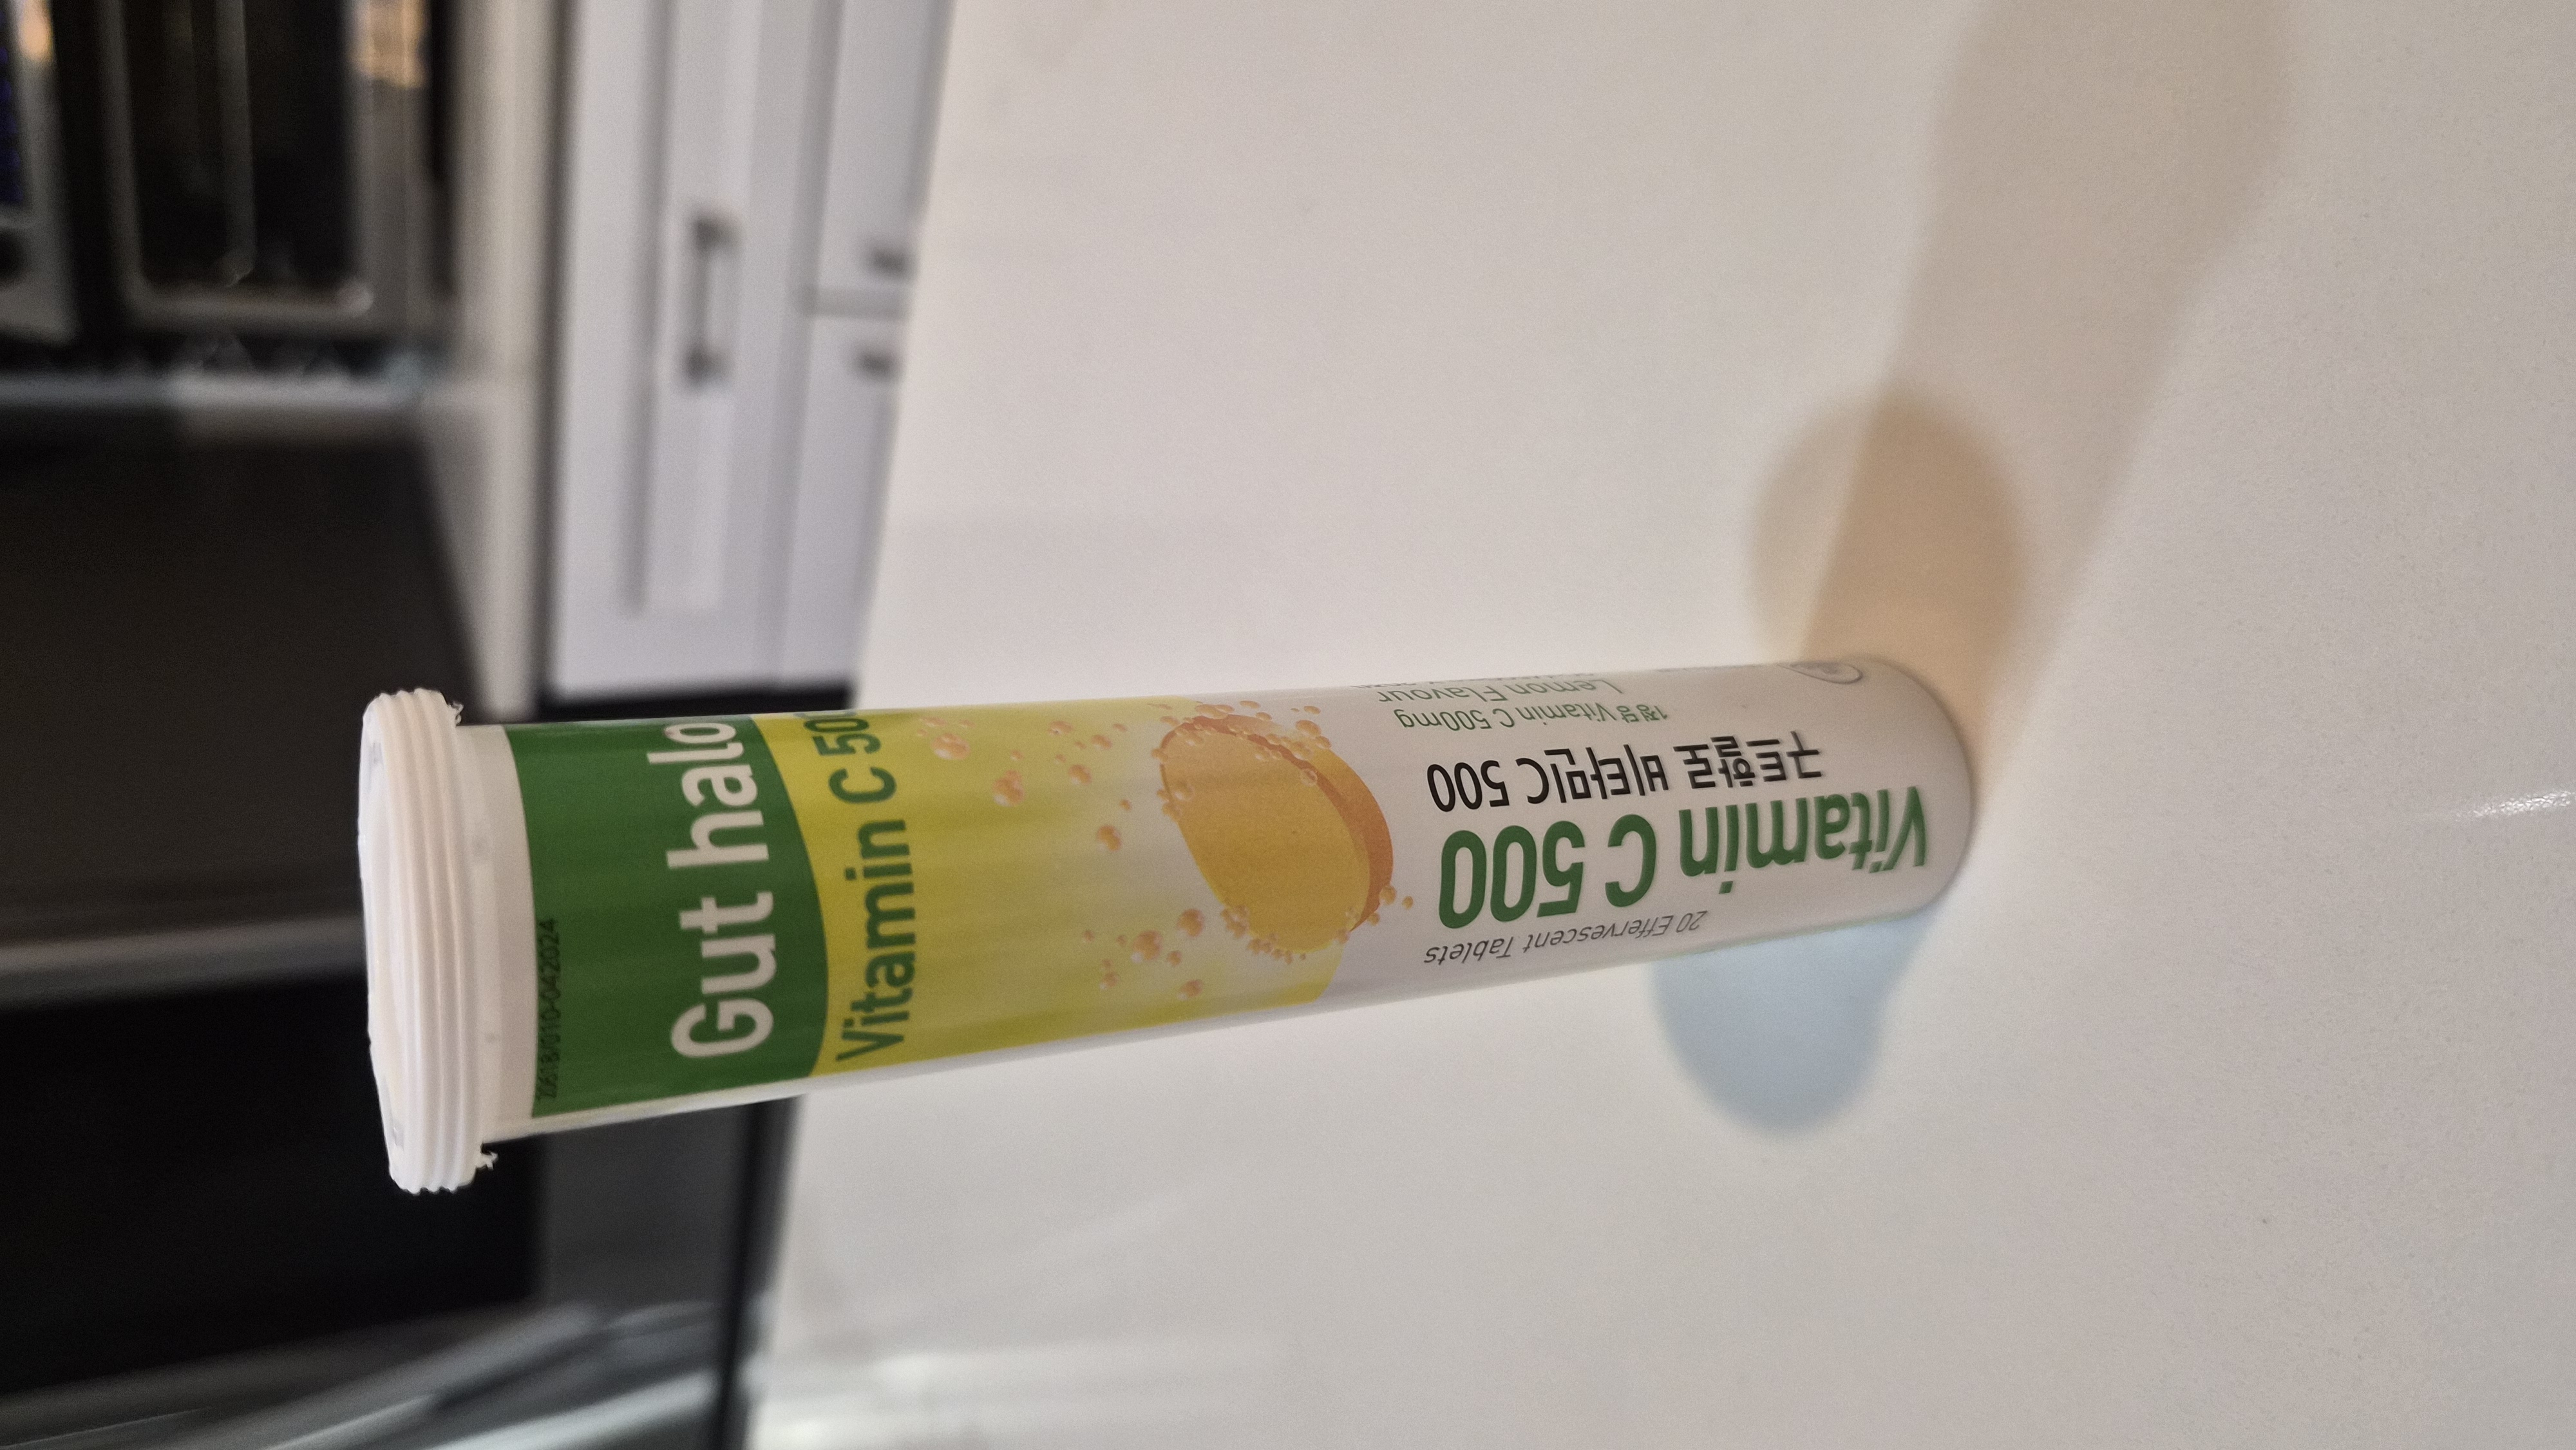 Gut halo
Vitamin C 50
20 Effervescent Tablets
Vitamin C 500
구트할로 비타민C 500
1정당 Vitamin C 500mg
Lemon Flavour